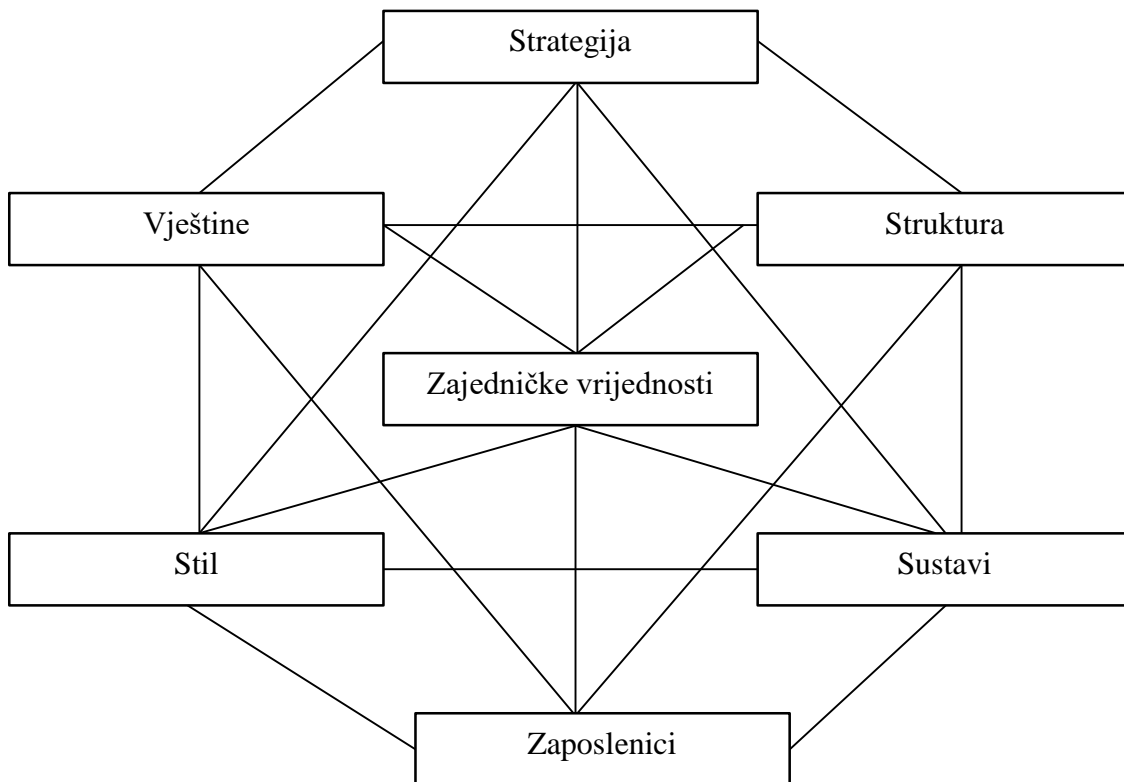 Strategija
Vještine
Struktura
Zajedničke vrijednosti
Stil
Sustavi
Zaposlenici